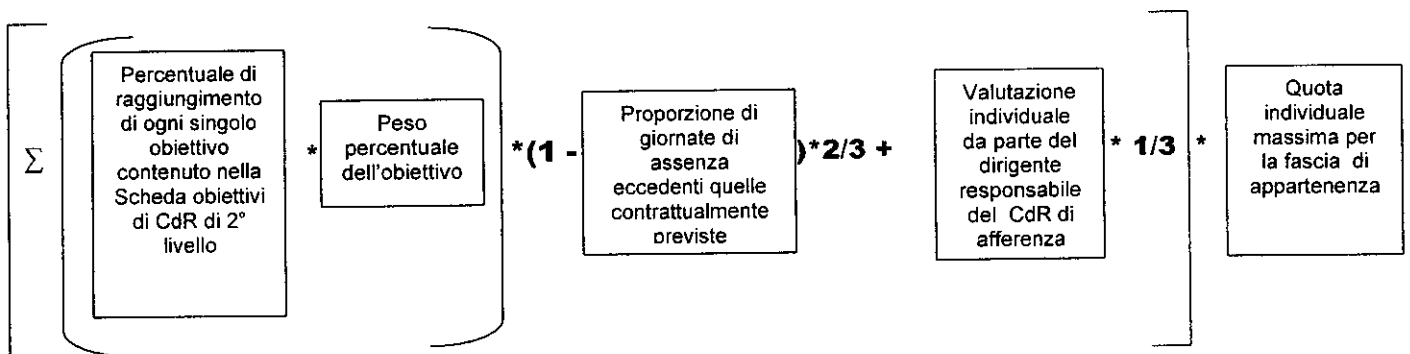 Σ
Percentuale di
raggiungimento
di ogni singolo
obiettivo
contenuto nella
Scheda obiettivi
di CdR di 2°
livello
*
Peso
percentuale
dell'obiettivo
*(1 -
Proporzione di
giornate di
assenza
eccedenti quelle
contrattualmente
previste
)*2/3 +
Valutazione
individuale
da parte del
dirigente
responsabile
del CdR di
afferenza
* 1/3
*
Quota
individuale
massima per
la fascia di
appartenenza